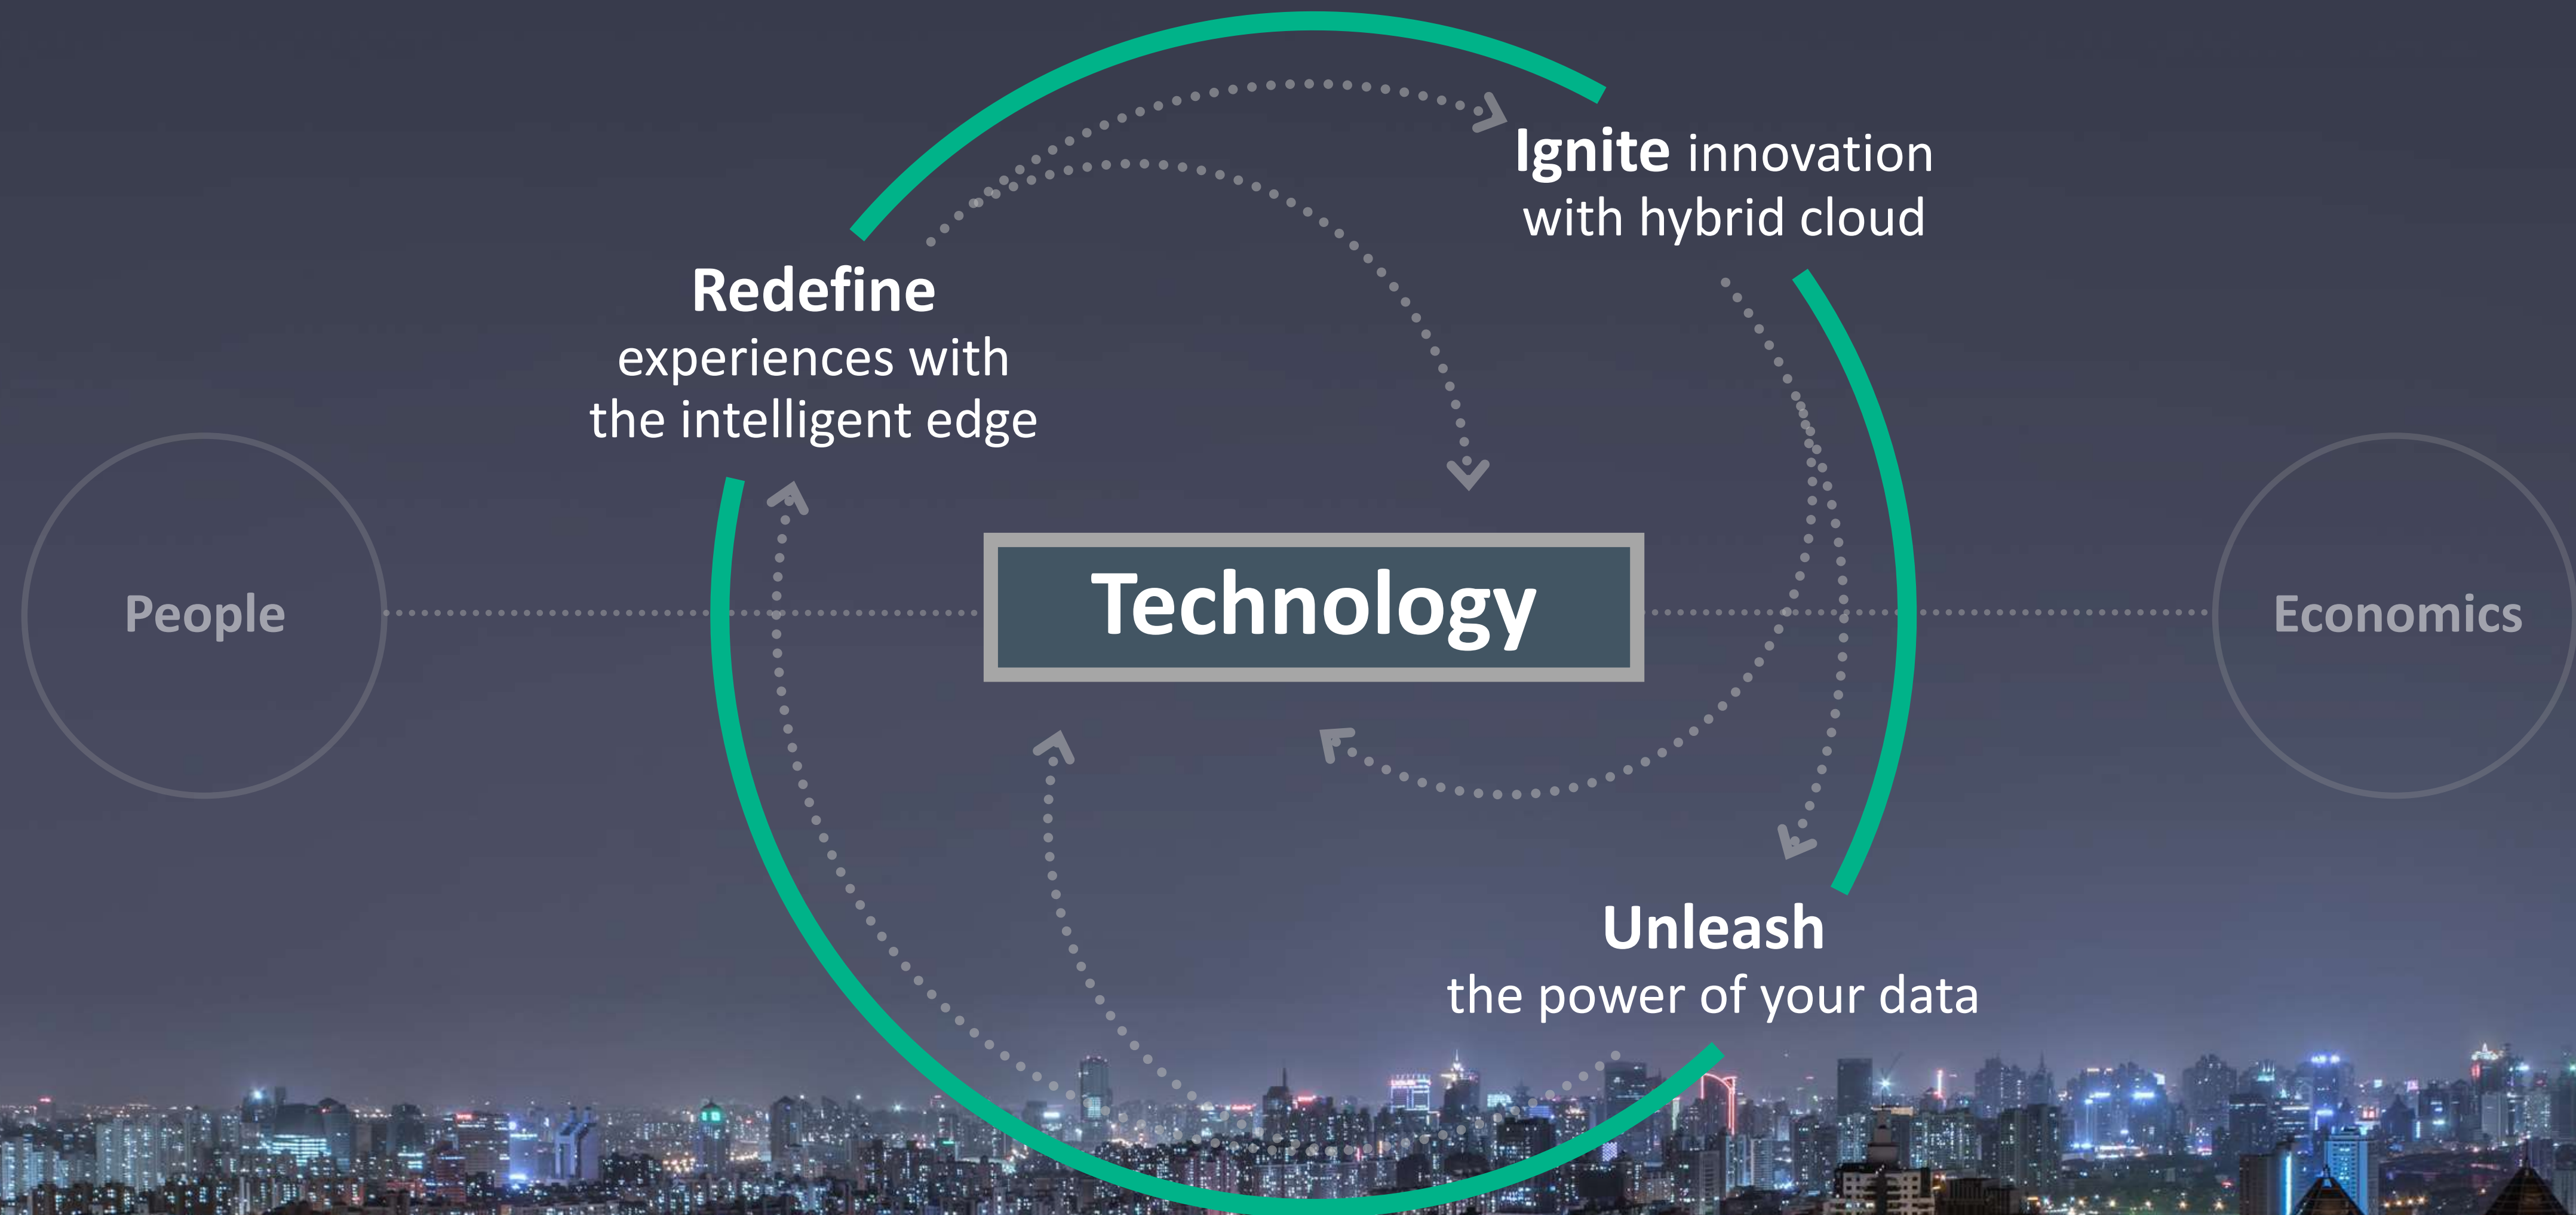 Ignite innovation
with hybrid cloud
Redefine
experiences with
the intelligent edge
People
Technology
Economics
Unleash
the power of your data